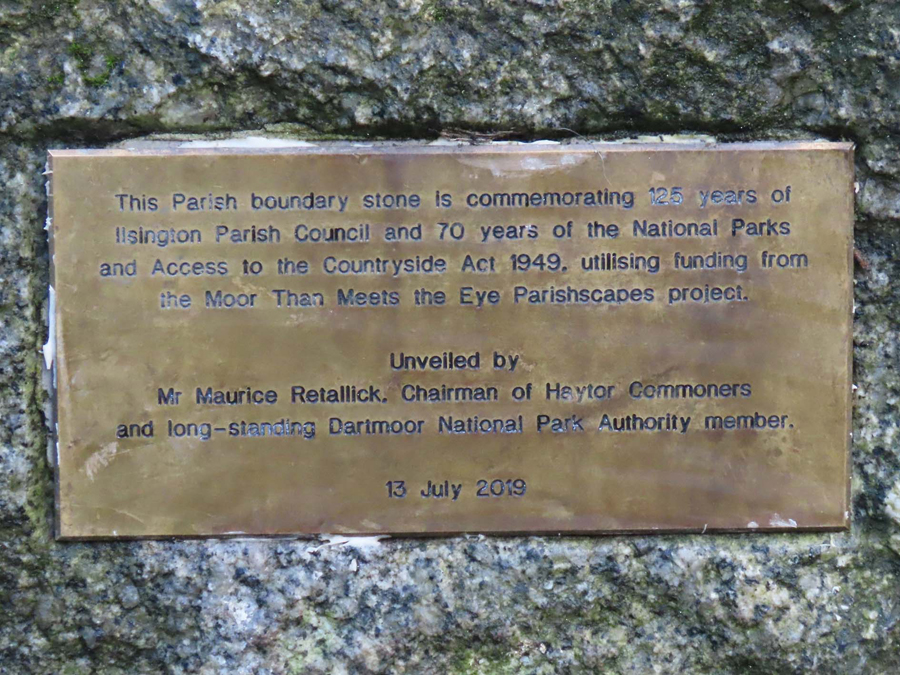 This Parish boundary stone is commemorating 125 years of
Ilsington Parish Council and 70 years of the National Parks
and Access to the Countryside Act 1949, utilising funding from
the Moor Than Meets the Eye Parishscapes project.
Unveiled by
Mr Maurice Retallick, Chairman of Haytor Commoners
and long-standing Dartmoor National Park Authority member.
13 July 2019